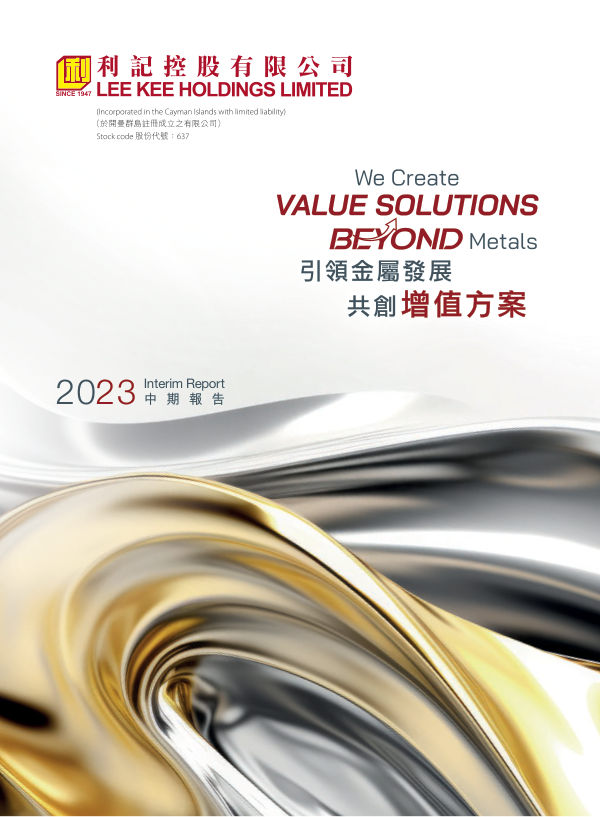 利
SINCE 1947
利記控股有限公司
LEE KEE HOLDINGS LIMITED
(Incorporated in the Cayman Islands with limited liability)
(於開曼群島註冊成立之有限公司)
Stock code 股份代號：637
We Create
VALUE SOLUTIONS
BEYOND Metals
引領金屬發展
共創增值方案
2023 Interim Report
中期報告